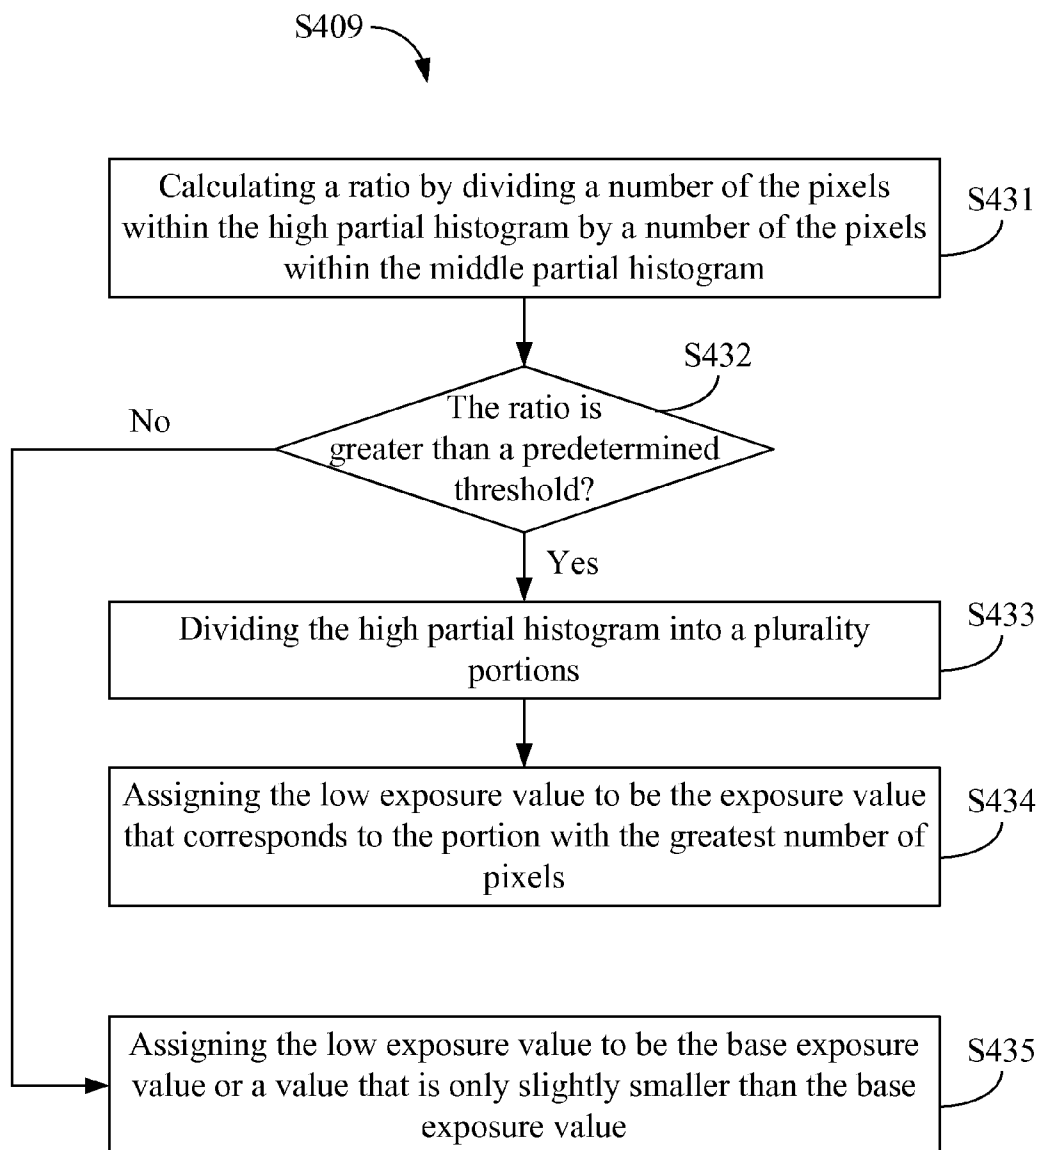 S409
Calculating a ratio by dividing a number of the pixels
within the high partial histogram by a number of the pixels
within the middle partial histogram
S431
S432
The ratio is
greater than a predetermined
threshold?
No
Yes
Dividing the high partial histogram into a plurality
portions
S433
Assigning the low exposure value to be the exposure value
that corresponds to the portion with the greatest number of
pixels
S434
Assigning the low exposure value to be the base exposure
value or a value that is only slightly smaller than the base
exposure value
S435